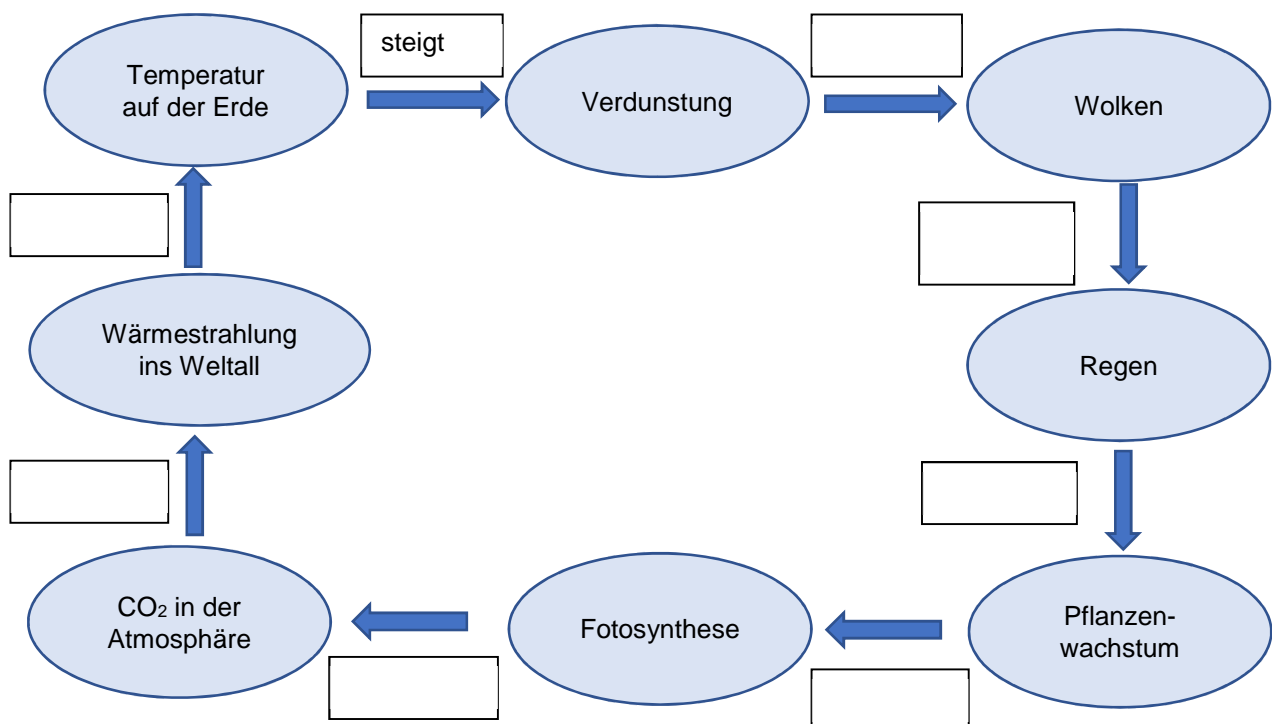 steigt
Temperatur
auf der Erde
Verdunstung
Wolken
Wärmestrahlung
ins Weltall
Regen
CO₂ in der
Atmosphäre
Fotosynthese
Pflanzen-
wachstum